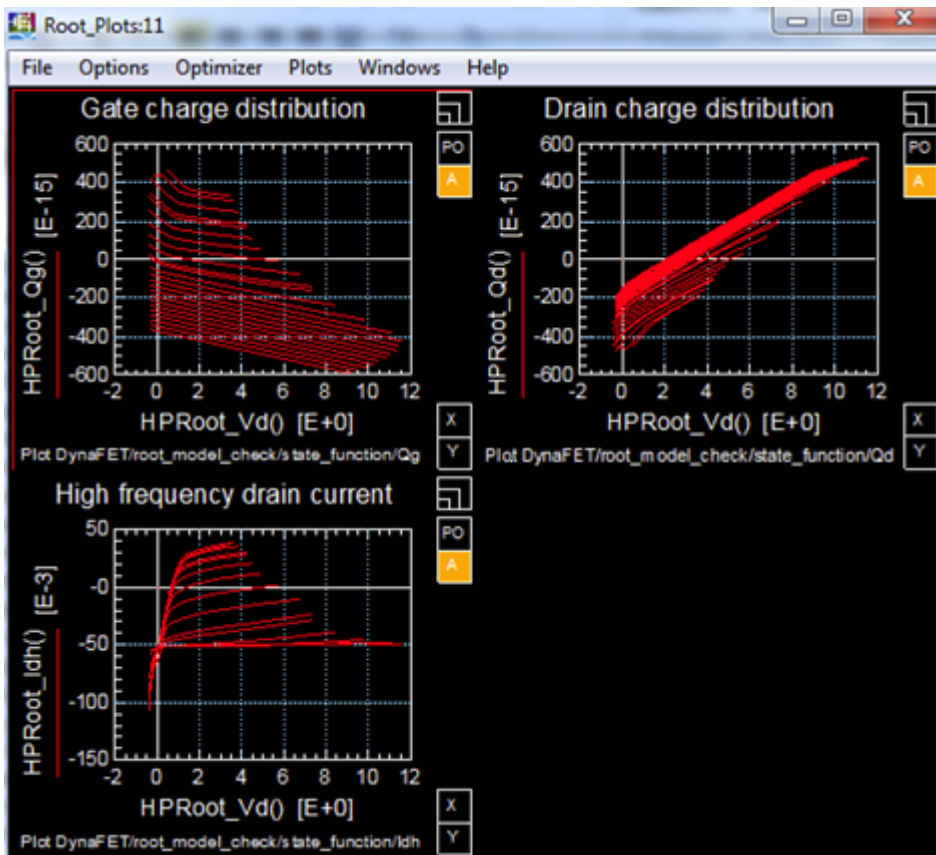 Root_Plots:11
File Options Optimizer Plots Windows Help
Gate charge distribution
PO
A
HPRoot_Qg() [E-15]
600
400
200
0
-200
-400
-600
-2 0 2 4 6 8 10 12
HPRoot_Vd() [E+0]
X
Y
Plot DynaFET/root_model_check/state_function/Qg
Drain charge distribution
PO
A
HPRoot_Qd() [E-15]
600
400
200
0
-200
-400
-600
-2 0 2 4 6 8 10 12
HPRoot_Vd() [E+0]
X
Y
Plot DynaFET/root_model_check/state_function/Qd
High frequency drain current
PO
A
HPRoot_Idh() [E-3]
50
-0
-50
-100
-150
-2 0 2 4 6 8 10 12
HPRoot_Vd() [E+0]
X
Y
Plot DynaFET/root_model_check/state_function/Idh